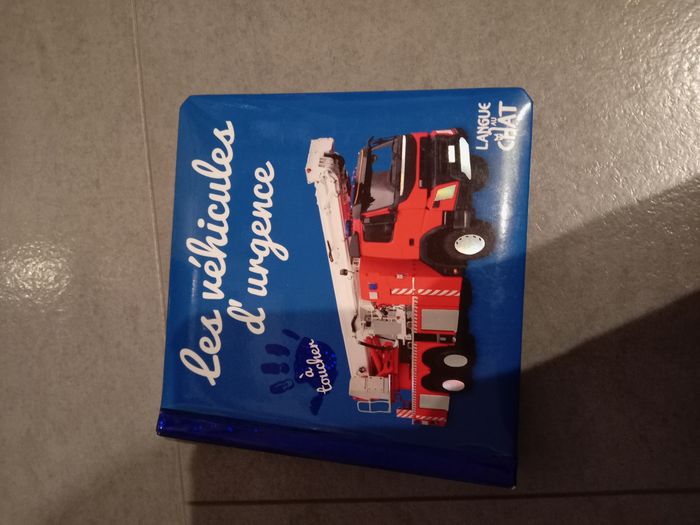 Les véhicules
d'urgence
à
toucher
LANGUE
AU
CHAT